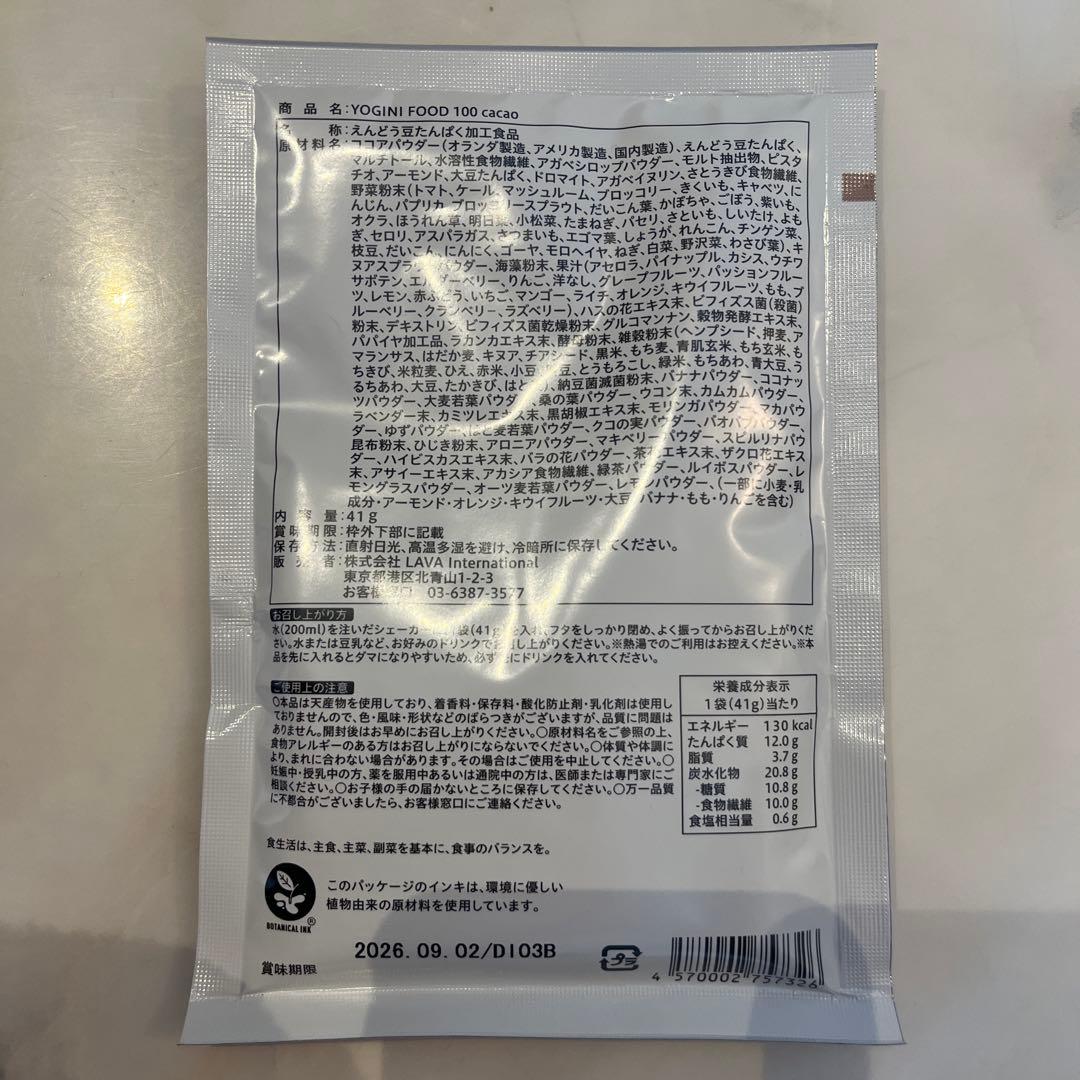 商品名:YOGINI FOOD 100 cacao
名称:えんどう豆たんぱく加工食品
原材料名:ココアパウダー(オランダ製造、アメリカ製造、国内製造)、えんどう豆たんぱく、
マルチトール、水溶性食物繊維、アガベシロップパウダー、モルト抽出物、ピスタ
チオ、アーモンド、大豆たんぱく、ドロマイト、アガベイヌリン、さとうきび食物繊維、
野菜粉末(トマト、ケール、マッシュルーム、ブロッコリー、きくいも、キャベツ、に
んじん、パプリカ、ブロッコリースプラウト、だいこん葉、かぼちゃ、ごぼう、紫いも、
オクラ、ほうれん草、明日葉、小松菜、たまねぎ、パセリ、さといも、しいたけ、よも
ぎ、セロリ、アスパラガス、さつまいも、エゴマ葉、しょうが、れんこん、チンゲン菜、
枝豆、だいこん、にんにく、ゴーヤ、モロヘイヤ、ねぎ、白菜、野沢菜、わさび葉)、キ
ヌアスプラウトパウダー、海藻粉末、果汁(アセロラ、パイナップル、カシス、ウチワ
サボテン、エルダーベリー、りんご、洋なし、グレープフルーツ、パッションフルー
ツ、レモン、赤ぶどう、いちご、マンゴー、ライチ、オレンジ、キウイフルーツ、もも、ブ
ルーベリー、クランベリー、ラズベリー)、ハスの花エキス末、ビフィズス菌(殺菌)
粉末、デキストリン、ビフィズス菌乾燥粉末、グルコマンナン、穀物発酵エキス末、
パパイヤ加工品、ラカンカエキス末、酵母粉末、雑穀粉末(ヘンプシード、押麦、ア
マランサス、はだか麦、キヌア、チアシード、黒米、もち麦、青肌玄米、もち玄米、も
ちきび、米粒麦、ひえ、赤米、小豆、黒豆、とうもろこし、緑米、もちあわ、青大豆、う
るちあわ、大豆、たかきび、はと麦)、納豆菌滅菌粉末、バナナパウダー、ココナッ
ツパウダー、大麦若葉パウダー、桑の葉パウダー、ウコン末、カムカムパウダー、
ラベンダー末、カミツレエキス末、黒胡椒エキス末、モリンガパウダー、マカパウ
ダー、ゆずパウダー、はと麦若葉パウダー、クコの実パウダー、バオバブパウダー、
昆布粉末、ひじき粉末、アロニアパウダー、マキベリーパウダー、スピルリナパウ
ダー、ハイビスカスエキス末、バラの花パウダー、茶花エキス末、ザクロ花エキス
末、アサイーエキス末、アカシア食物繊維、緑茶パウダー、ルイボスパウダー、レ
モングラスパウダー、オーツ麦若葉パウダー、レモンパウダー、(一部に小麦・乳
成分・アーモンド・オレンジ・キウイフルーツ・大豆・バナナ・もも・りんごを含む)
内容量:41g
賞味期限:枠外下部に記載
保存方法:直射日光、高温多湿を避け、冷暗所に保存してください。
販売者:株式会社 LAVA International
東京都港区北青山1-2-3
お客様窓口 03-6387-3577
お召し上がり方
水(200ml)を注いだシェーカーに1袋(41g)を入れ、フタをしっかり閉め、よく振ってからお召し上がりくだ
さい。水または豆乳など、お好みのドリンクでお召し上がりください。※熱湯でのご利用はお控えください。※本
品を先に入れるとダマになりやすいため、必ず先にドリンクを入れてください。
ご使用上の注意
〇本品は天産物を使用しており、着香料・保存料・酸化防止剤・乳化剤は使用し
ておりませんので、色・風味・形状などのばらつきがございますが、品質に問題は
ありません。開封後はお早めにお召し上がりください。〇原材料名をご参照の上、
食物アレルギーのある方はお召し上がりにならないでください。〇体質や体調に
より、まれに合わない場合があります。その場合はご使用を中止してください。〇
妊娠中・授乳中の方、薬を服用中あるいは通院中の方は、医師または専門家にご
相談ください。〇お子様の手の届かないところに保存してください。〇万一品質
に不都合がございましたら、お客様窓口にご連絡ください。
栄養成分表示
1袋(41g)当たり
エネルギー 130 kcal
たんぱく質 12.0 g
脂質 3.7 g
炭水化物 20.8 g
-糖質 10.8 g
-食物繊維 10.0 g
食塩相当量 0.6 g
食生活は、主食、主菜、副菜を基本に、食事のバランスを。
BOTANICAL INK®
このパッケージのインキは、環境に優しい
植物由来の原材料を使用しています。
賞味期限 2026.09.02/DI03B
プラ
4 570002 757326